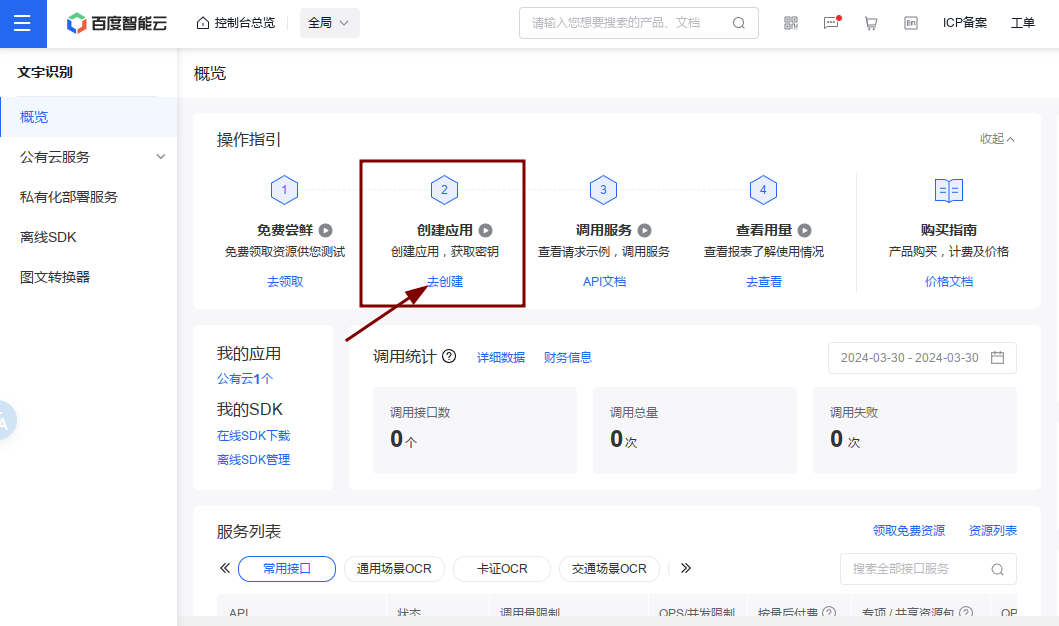 百度智能云 控制台总览 全局 请输入您想要搜索的产品、文档 En ICP备案 工单
文字识别
概览
公有云服务
私有化部署服务
离线SDK
图文转换器
概览
操作指引 收起
1 2 3 4
免费尝鲜 创建应用 调用服务 查看用量 购买指南
免费领取资源供您测试 创建应用，获取密钥 查看请求示例，调用服务 查看报表了解使用情况 产品购买，计费及价格
去领取 去创建 API文档 去查看 价格文档
我的应用
公有云1个
我的SDK
在线SDK下载
离线SDK管理
调用统计 ? 详细数据 财务信息 2024-03-30 - 2024-03-30
调用接口数 调用总量 调用失败
0个 0次 0 次
服务列表 领取免费资源 资源列表
常用接口 通用场景OCR 卡证OCR 交通场景OCR 搜索全部接口服务
API 状态 调用量限制 QPS/并发限制 按量后付费 ? 专项 / 共享资源包 ? QP
A